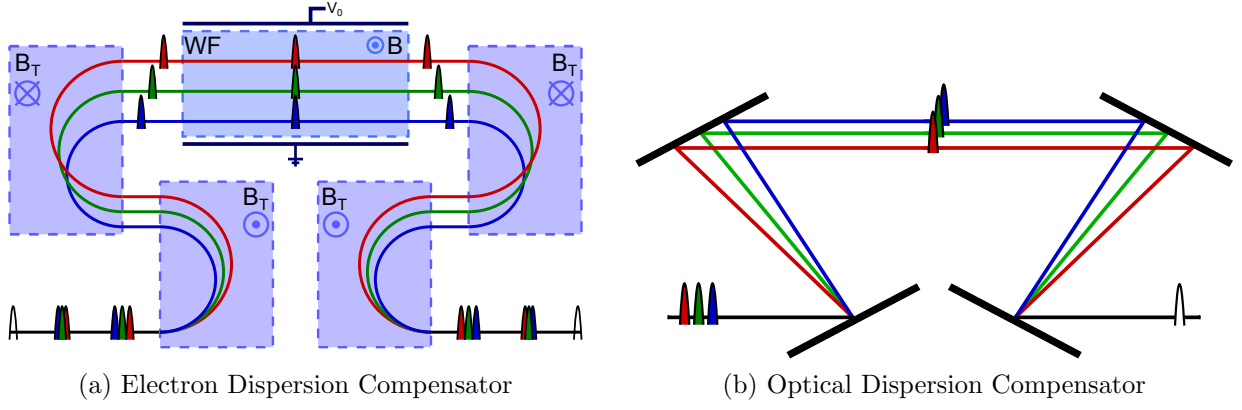 V₀
WF
B
B_T
B_T
B_T
B_T
(a) Electron Dispersion Compensator
(b) Optical Dispersion Compensator